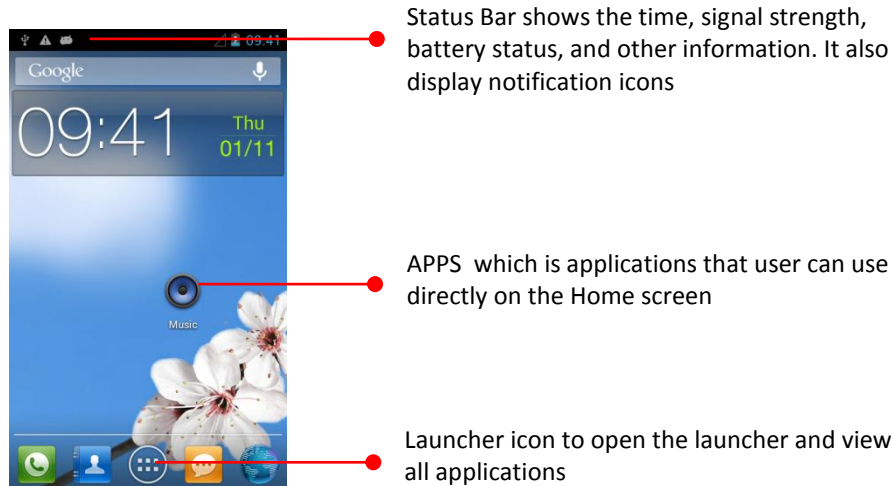 Status Bar shows the time, signal strength,
battery status, and other information. It also
display notification icons
09:41
Google
09:41
Thu
01/11
APPS  which is applications that user can use
directly on the Home screen
Music
Launcher icon to open the launcher and view
all applications